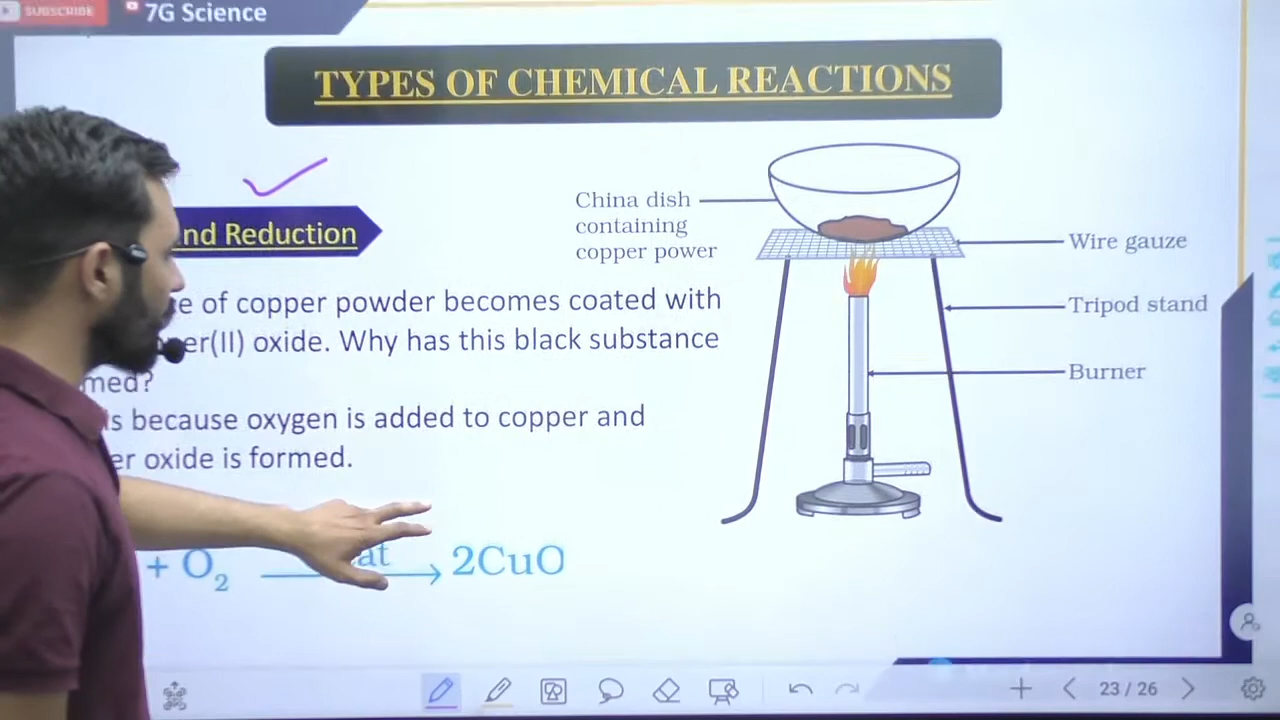 SUBSCRIBE
7G Science
TYPES OF CHEMICAL REACTIONS
nd Reduction
China dish
containing
copper power
Wire gauze
Tripod stand
Burner
of copper powder becomes coated with
er(II) oxide. Why has this black substance
med?
is because oxygen is added to copper and
er oxide is formed.
+ O₂ at 2CuO
23 / 26